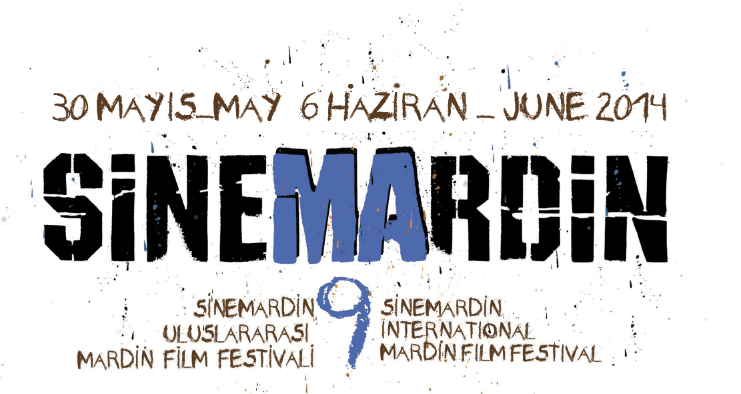 30 MAYIS_MAY 6 HAZİRAN _ JUNE 2014
SİNEMARDİN
9
SİNEMARDİN
ULUSLARARASI
MARDİN FİLM FESTİVALİ
SİNEMARDİN
INTERNATIONAL
MARDİN FILM FESTIVAL